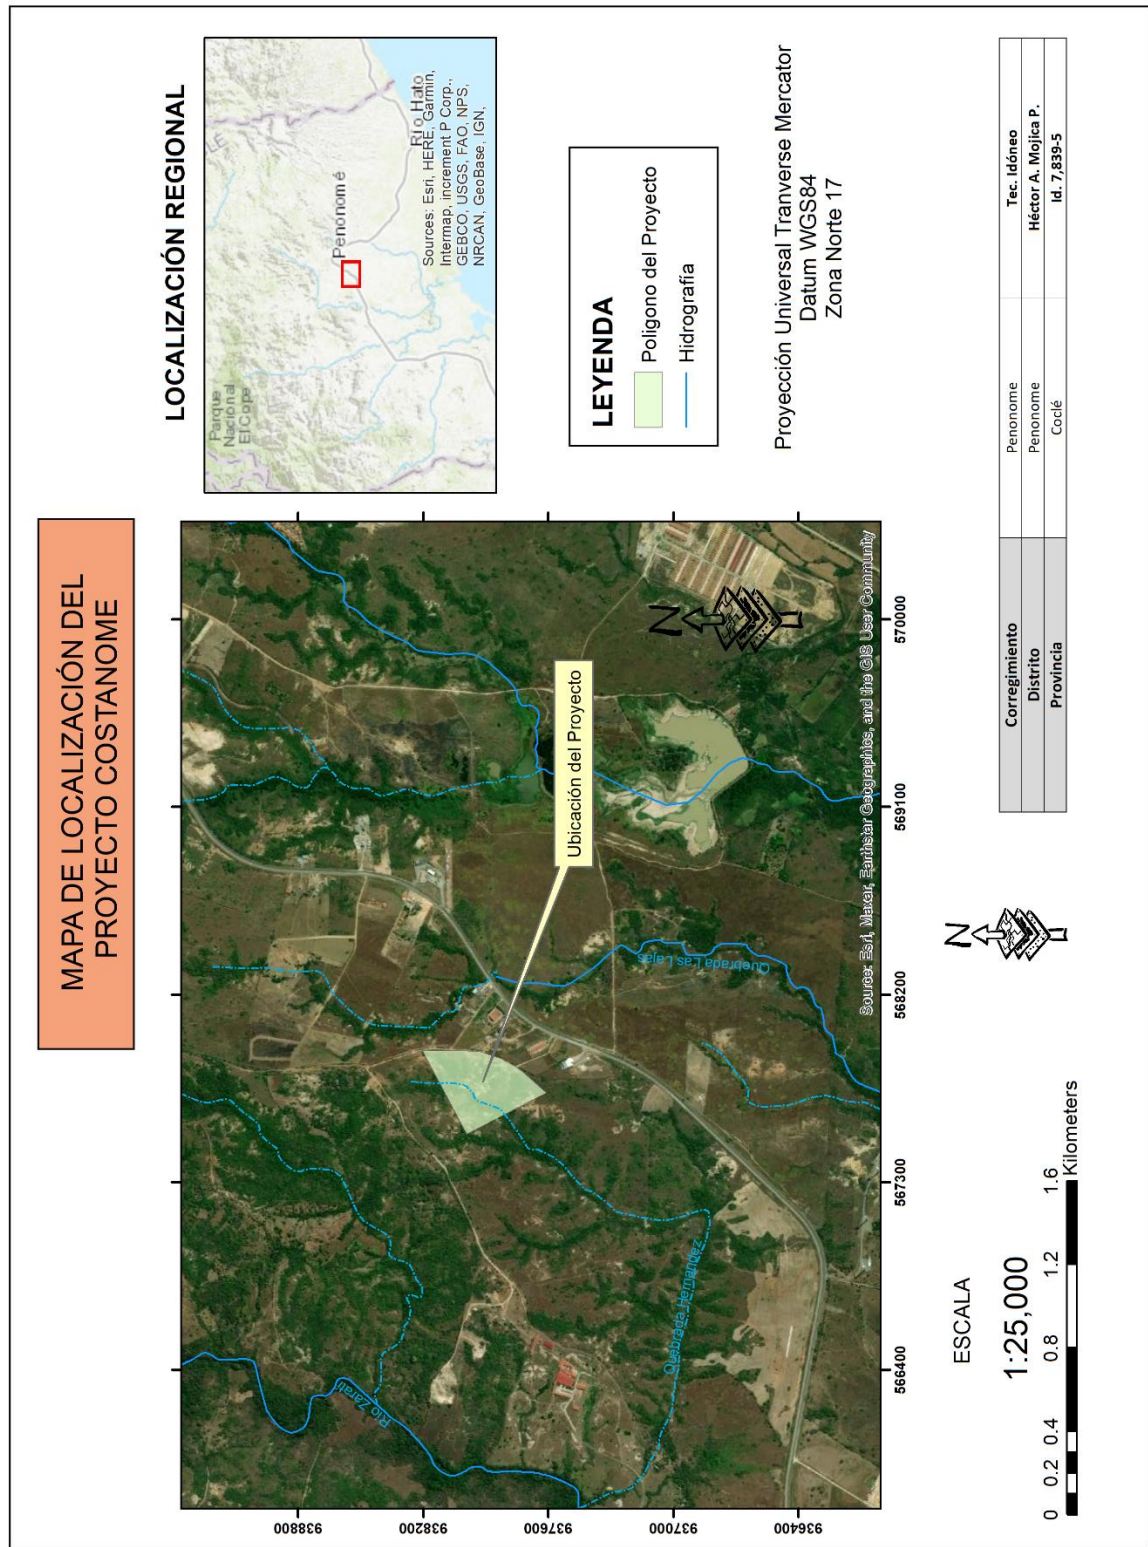 MAPA DE LOCALIZACIÓN DEL
PROYECTO COSTANOME
LOCALIZACIÓN REGIONAL
Parque
Nacional
El Cope
Penonomé
Río Hato
Sources: Esri, HERE, Garmin,
Intermap, increment P Corp.,
GEBCO, USGS, FAO, NPS,
NRCAN, GeoBase, IGN,
LEYENDA
Poligono del Proyecto
Hidrografía
Proyección Universal Tranverse Mercator
Datum WGS84
Zona Norte 17
938800
938200
937600
937000
936400
Río Zaratí
Quebrada Hernández
Quebrada Las Lajas
Ubicación del Proyecto
N
Source: Esri, Maxar, Earthstar Geographics, and the GIS User Community
566400
567300
568200
569100
570000
ESCALA
1:25,000
0 0.2 0.4 0.8 1.2 1.6
Kilometers
N
Corregimiento Penonome Tec. Idóneo
Distrito Penonome Héctor A. Mojica P.
Provincia Coclé Id. 7,839-5